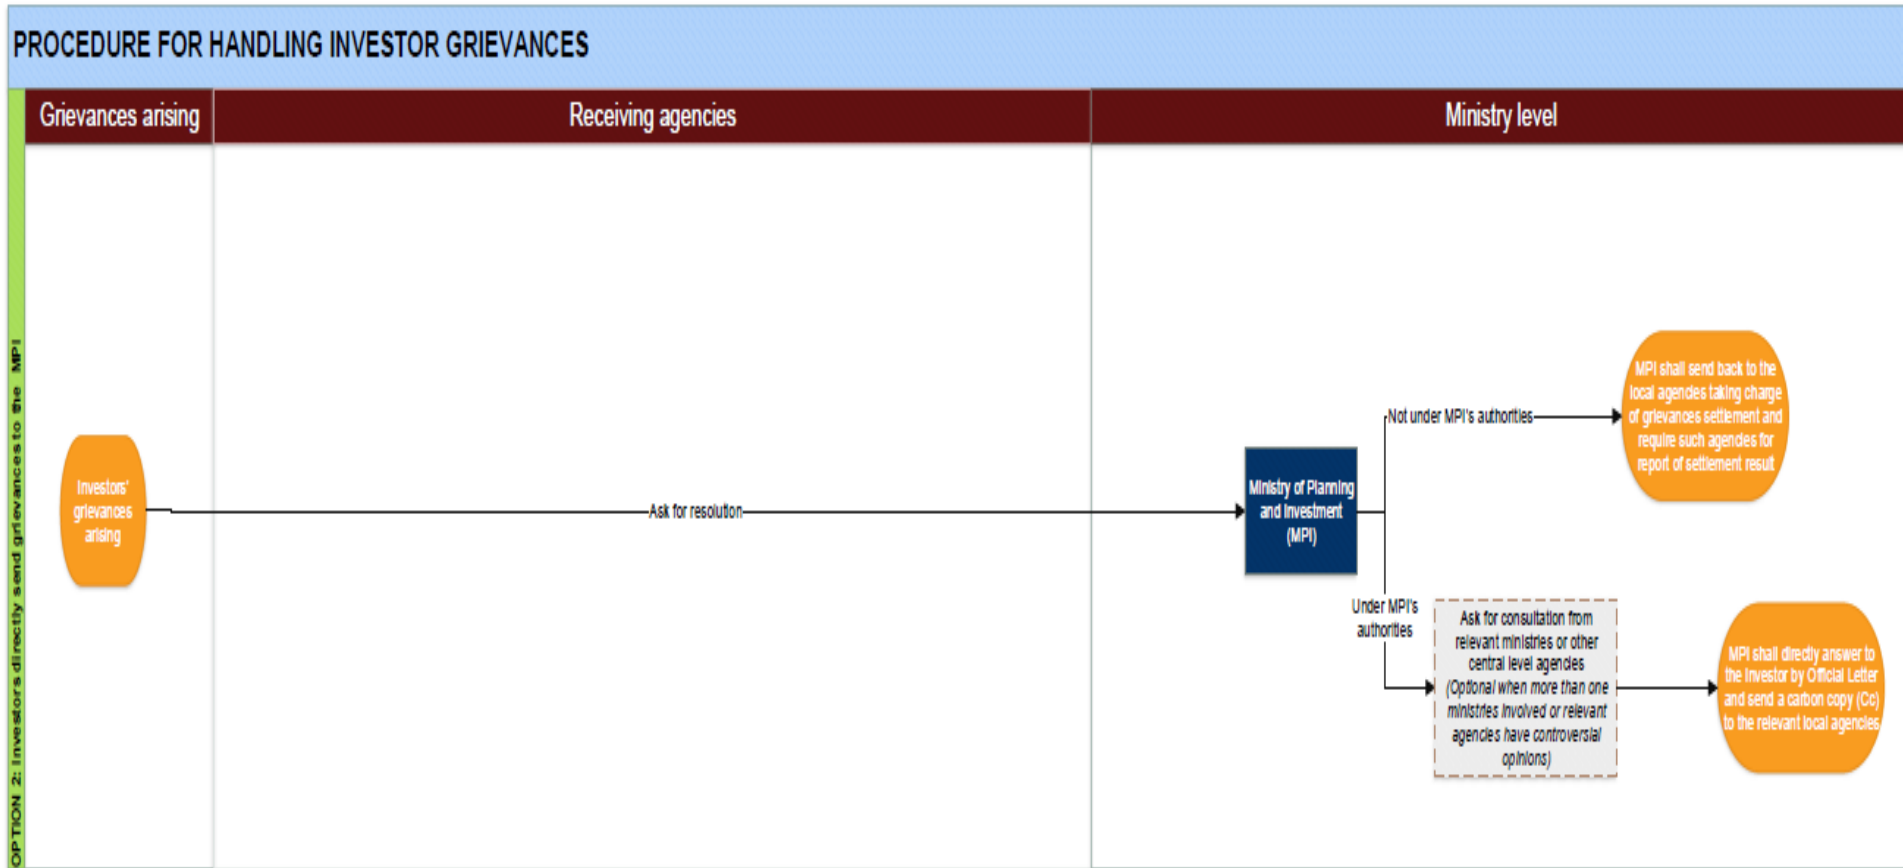 PROCEDURE FOR HANDLING INVESTOR GRIEVANCES
Grievances arising
Receiving agencies
Ministry level
OPTION 2: Investors directly send grievances to the MPI
Investors'
grievances
arising
Ask for resolution
Ministry of Planning
and Investment
(MPI)
Not under MPI's authorities
MPI shall send back to the
local agencies taking charge
of grievances settlement and
require such agencies for
report of settlement result
Under MPI's
authorities
Ask for consultation from
relevant ministries or other
central level agencies
(Optional when more than one
ministries involved or relevant
agencies have controversial
opinions)
MPI shall directly answer to
the Investor by Official Letter
and send a carbon copy (Cc)
to the relevant local agencies